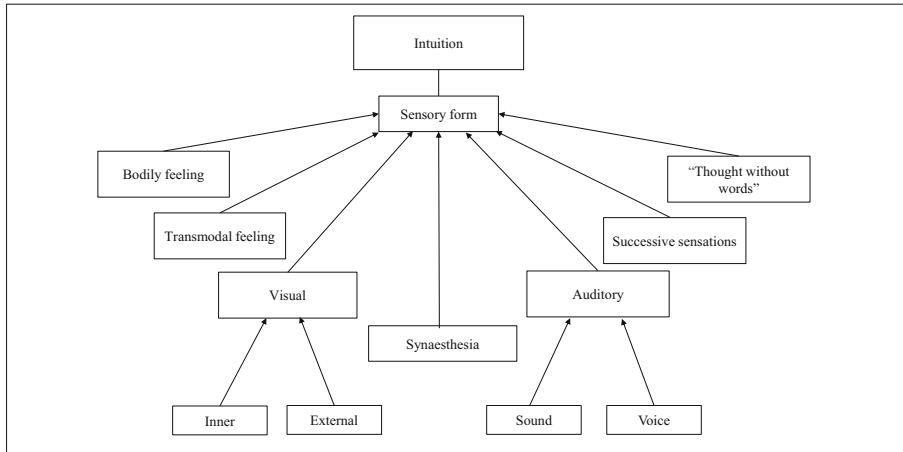 Intuition
Sensory form
Bodily feeling
“Thought without words”
Transmodal feeling
Successive sensations
Visual
Auditory
Synaesthesia
Inner
External
Sound
Voice